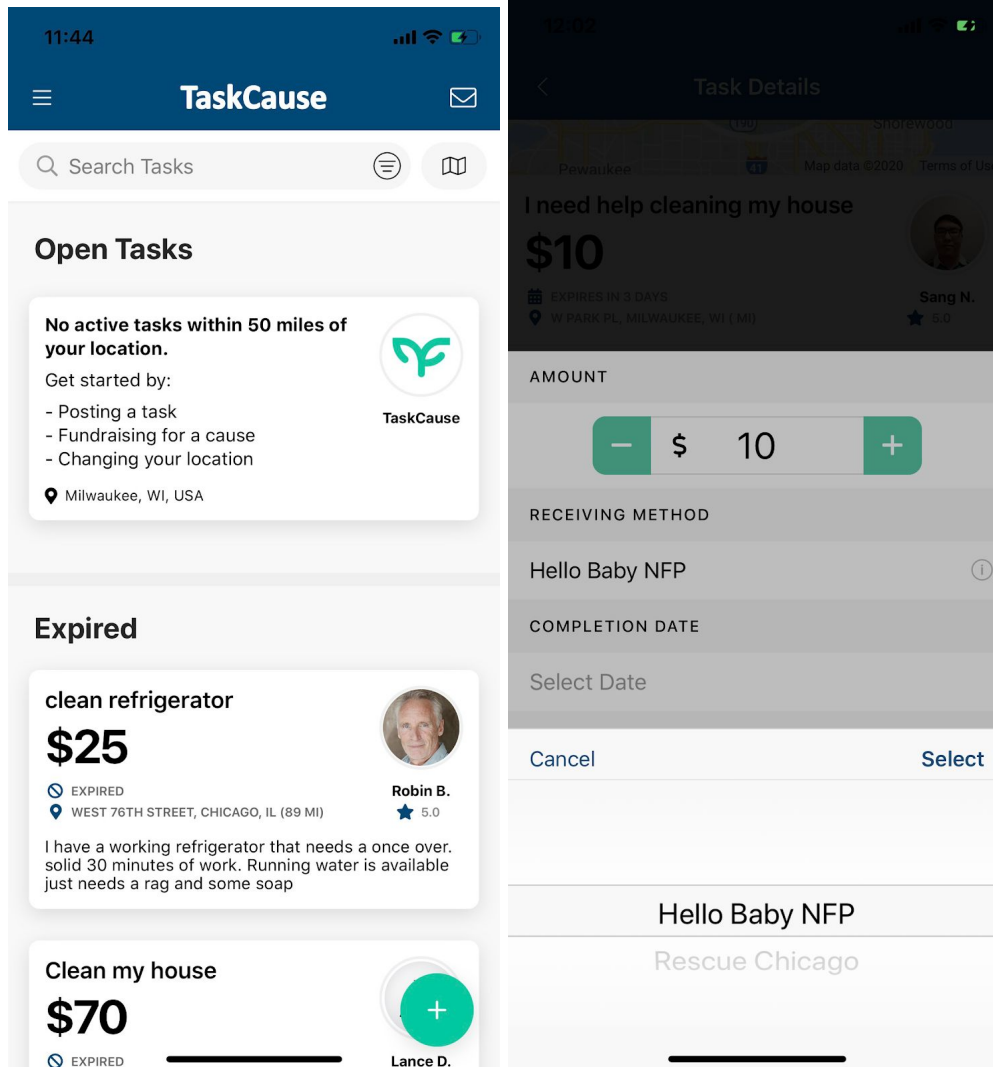 11:44
TaskCause
Search Tasks
Open Tasks
No active tasks within 50 miles of
your location.
Get started by:
- Posting a task
- Fundraising for a cause
- Changing your location
TaskCause
Milwaukee, WI, USA
Expired
clean refrigerator
$25
EXPIRED
WEST 76TH STREET, CHICAGO, IL (89 MI)
Robin B.
5.0
I have a working refrigerator that needs a once over.
solid 30 minutes of work. Running water is available
just needs a rag and some soap
Clean my house
$70
EXPIRED
Lance D.
12:02
Task Details
190
Shorewood
Pewaukee
41
Map data ©2020
Terms of Us
I need help cleaning my house
$10
EXPIRES IN 3 DAYS
W PARK PL, MILWAUKEE, WI ( MI)
Sang N.
5.0
AMOUNT
− $ 10 +
RECEIVING METHOD
Hello Baby NFP
COMPLETION DATE
Select Date
Cancel
Select
Hello Baby NFP
Rescue Chicago